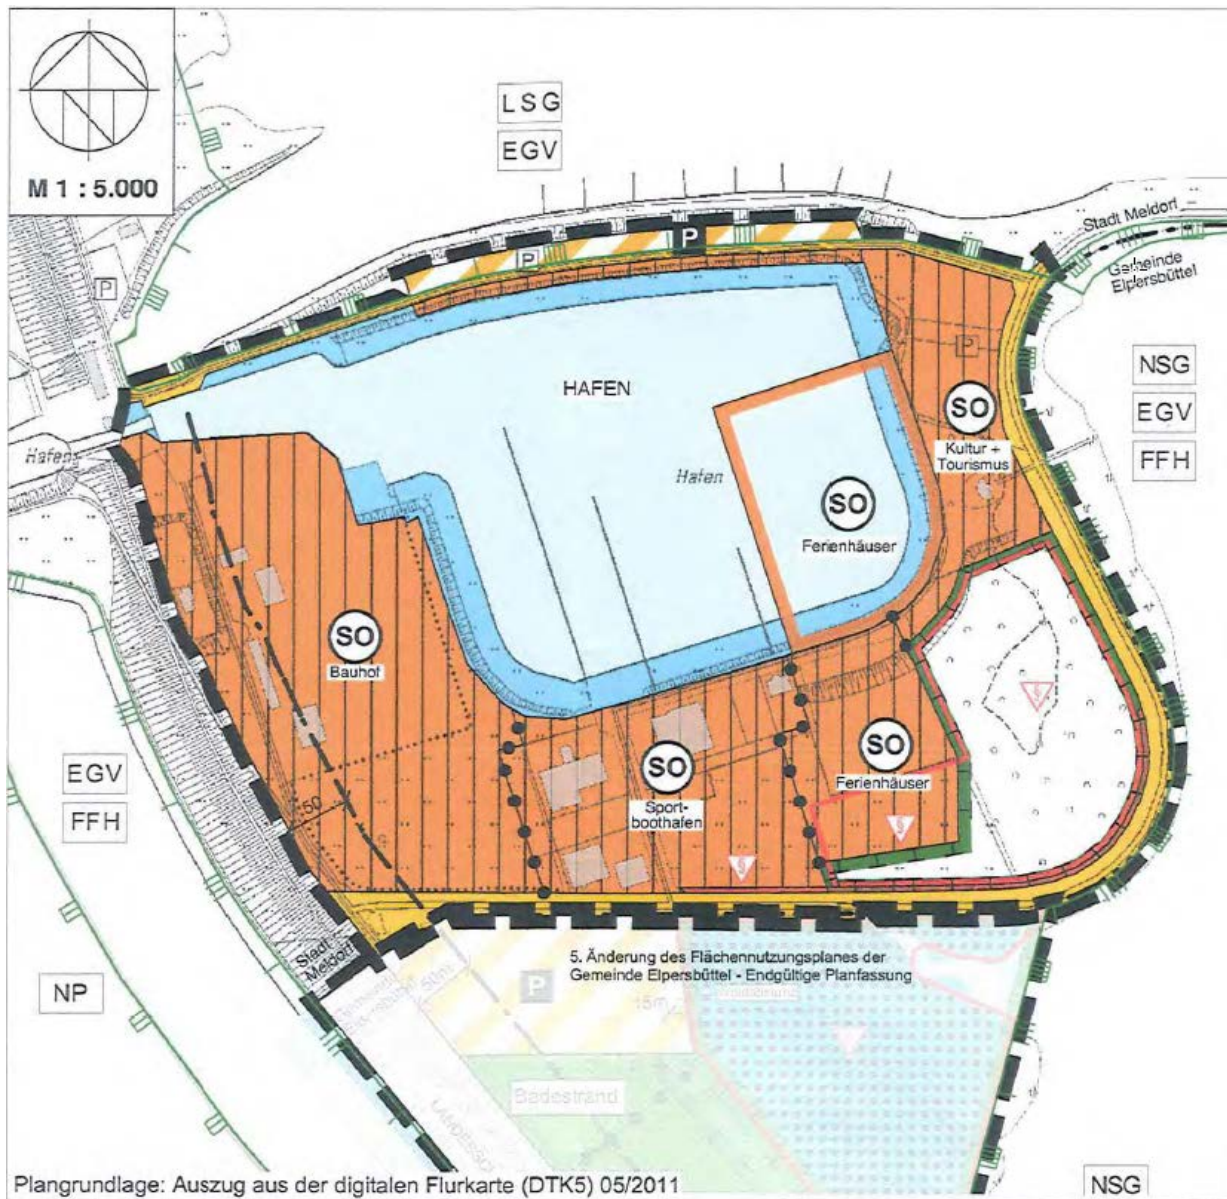 M 1 : 5.000
LSG
EGV
P
P
P
Stadt Meldorf
Gemeinde
Elpersbüttel
NSG
EGV
FFH
HAFEN
Hafen
Hafen
P
SO
Kultur +
Tourismus
SO
Ferienhäuser
SO
Bauhof
§
SO
Ferienhäuser
SO
Sport-
boothafen
§
§
50
EGV
FFH
NP
Stadt
Meldorf
5. Änderung des Flächennutzungsplanes der
Gemeinde Elpersbüttel - Endgültige Planfassung
P
50m
15m
Badestrand
NSG
Plangrundlage: Auszug aus der digitalen Flurkarte (DTK5) 05/2011